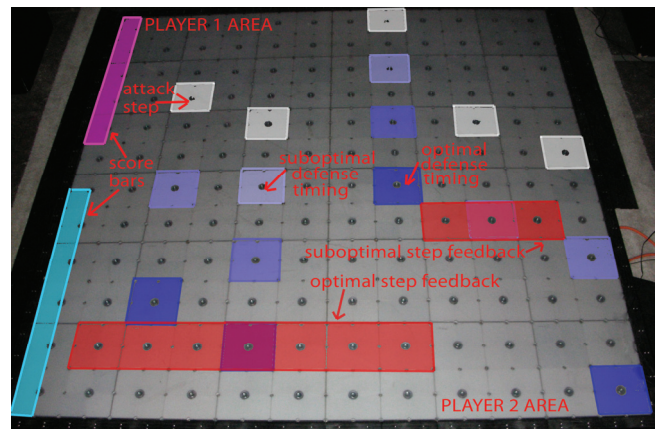 PLAYER 1 AREA
attack
step
score
bars
suboptimal
defense
timing
optimal
defense
timing
suboptimal step feedback
optimal step feedback
PLAYER 2 AREA